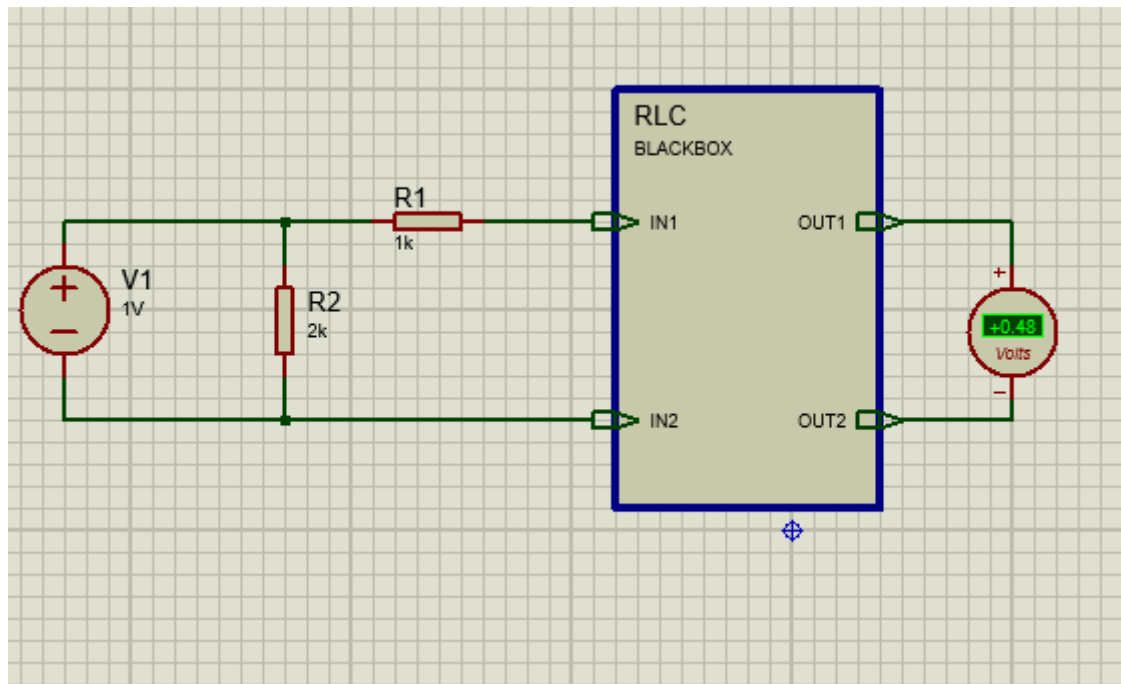 RLC
BLACKBOX
R1
1k
IN1
OUT1
V1
1V
R2
2k
+
+0.48
Volts
−
IN2
OUT2